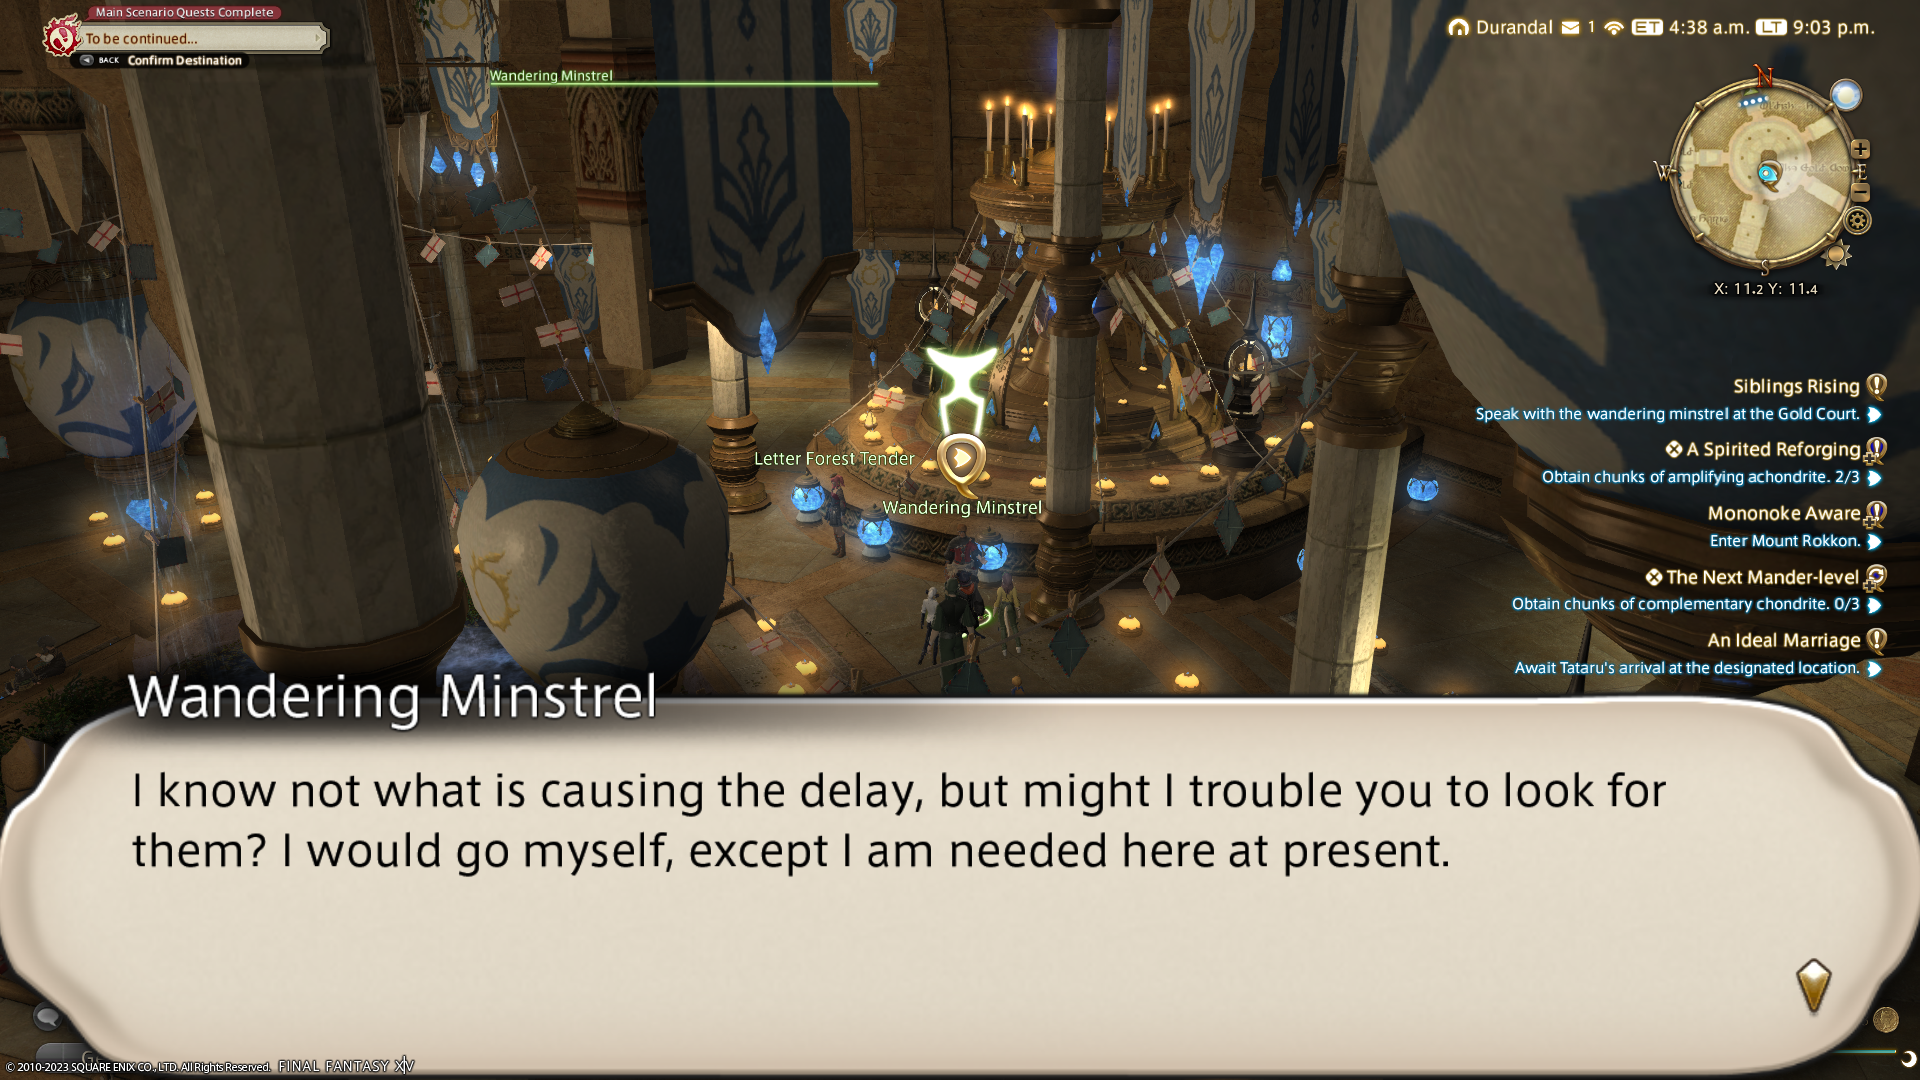 Main Scenario Quests Complete
To be continued...
BACK Confirm Destination
Wandering Minstrel
Durandal 1 ET 4:38 a.m. LT 9:03 p.m.
N
W
E
S
X: 11.2 Y: 11.4
Siblings Rising
Speak with the wandering minstrel at the Gold Court.
A Spirited Reforging
Obtain chunks of amplifying achondrite. 2/3
Mononoke Aware
Enter Mount Rokkon.
The Next Mander-level
Obtain chunks of complementary chondrite. 0/3
An Ideal Marriage
Await Tataru's arrival at the designated location.
Letter Forest Tender
Wandering Minstrel
Wandering Minstrel
I know not what is causing the delay, but might I trouble you to look for
them? I would go myself, except I am needed here at present.
© 2010-2023 SQUARE ENIX CO., LTD. All Rights Reserved. FINAL FANTASY XIV